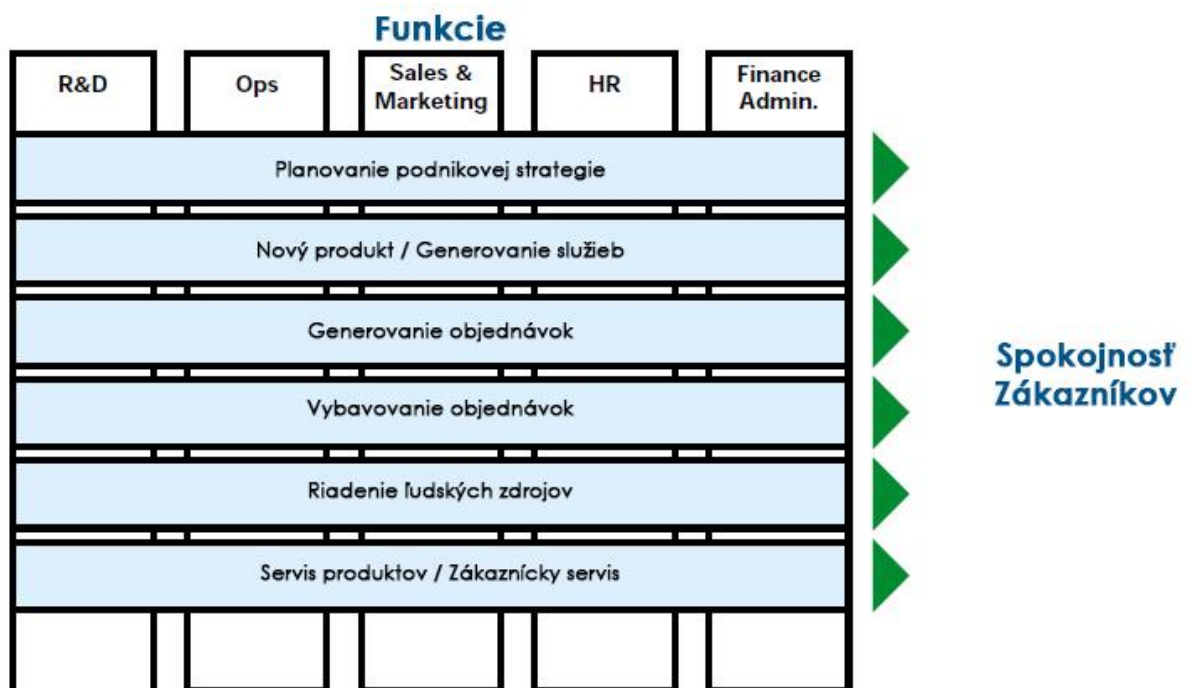 Funkcie
R&D
Ops
Sales &
Marketing
HR
Finance
Admin.
Planovanie podnikovej strategie
Nový produkt / Generovanie služieb
Generovanie objednávok
Vybavovanie objednávok
Riadenie ľudských zdrojov
Servis produktov / Zákaznícky servis
Spokojnosť
Zákazníkov